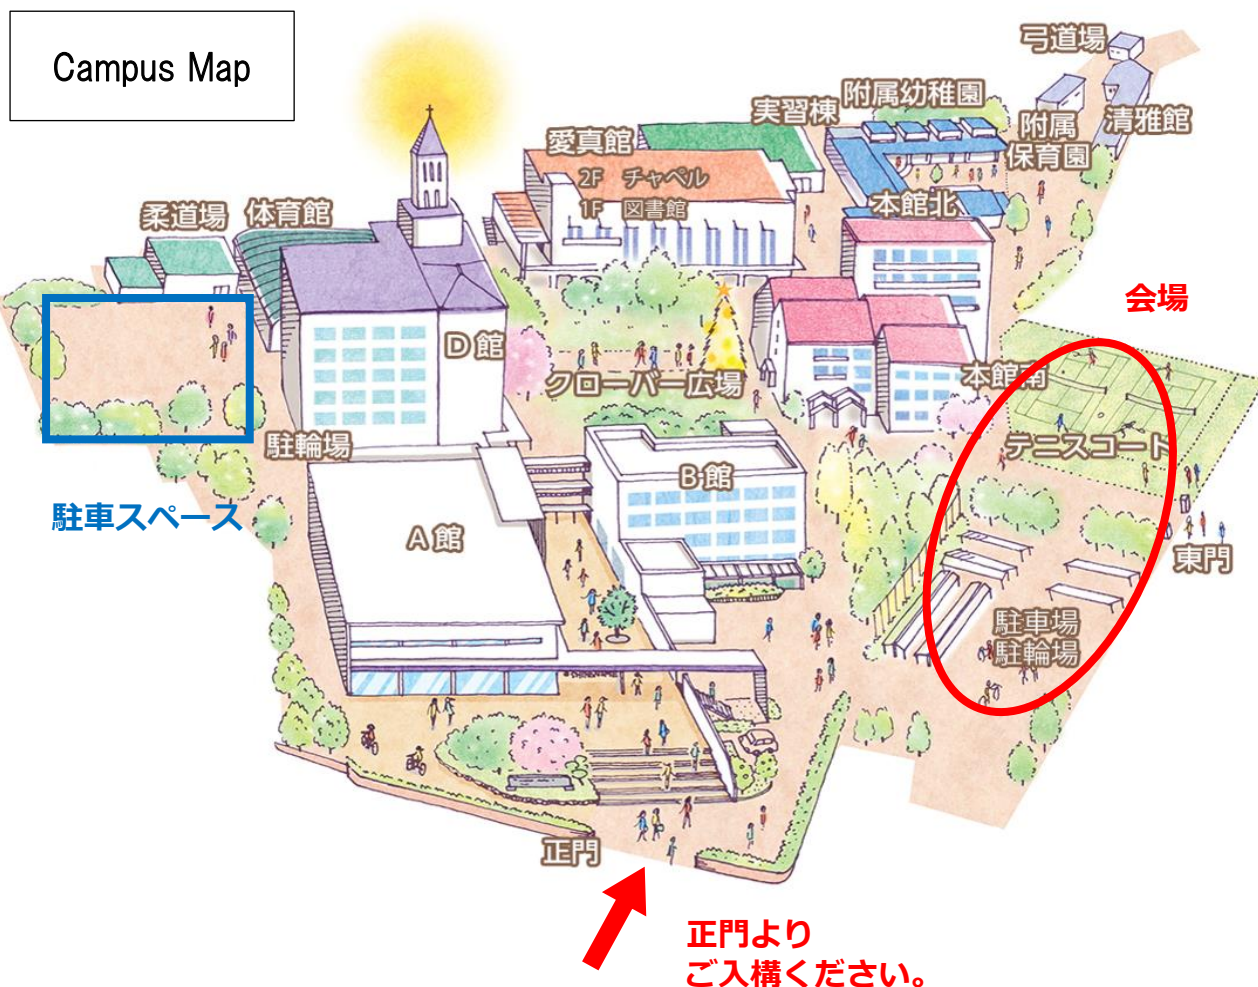 Campus Map
弓道場
附属幼稚園
実習棟
附属
保育園
清雅館
愛真館
2F チャペル
1F 図書館
本館北
柔道場
体育館
会場
D館
クローバー広場
本館南
テニスコート
駐輪場
B館
駐車スペース
A館
東門
駐車場
駐輪場
正門
正門より
ご入構ください。